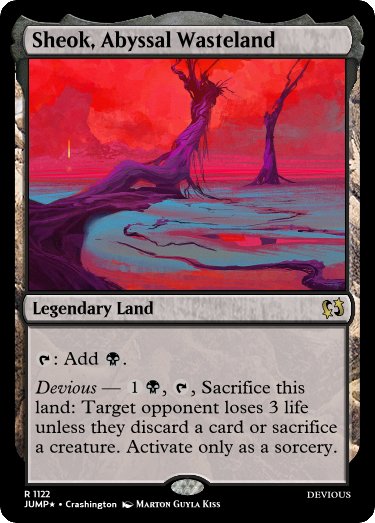 Sheok, Abyssal Wasteland
Legendary Land
: Add .
Devious — 1 , , Sacrifice this
land: Target opponent loses 3 life
unless they discard a card or sacrifice
a creature. Activate only as a sorcery.
R 1122
DEVIOUS
JUMP★ • Crashington MARTON GUYLA KISS